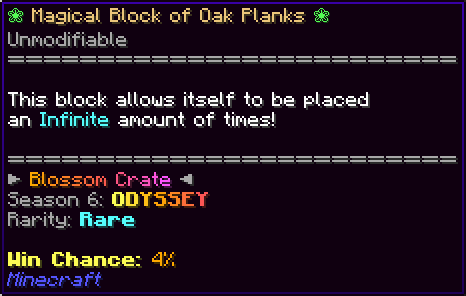 ❀ Magical Block of Oak Planks ❀
Unmodifiable
==============================
This block allows itself to be placed
an Infinite amount of times!
==============================
► Blossom Crate ◄
Season 6: ODYSSEY
Rarity: Rare
Win Chance: 4%
Minecraft